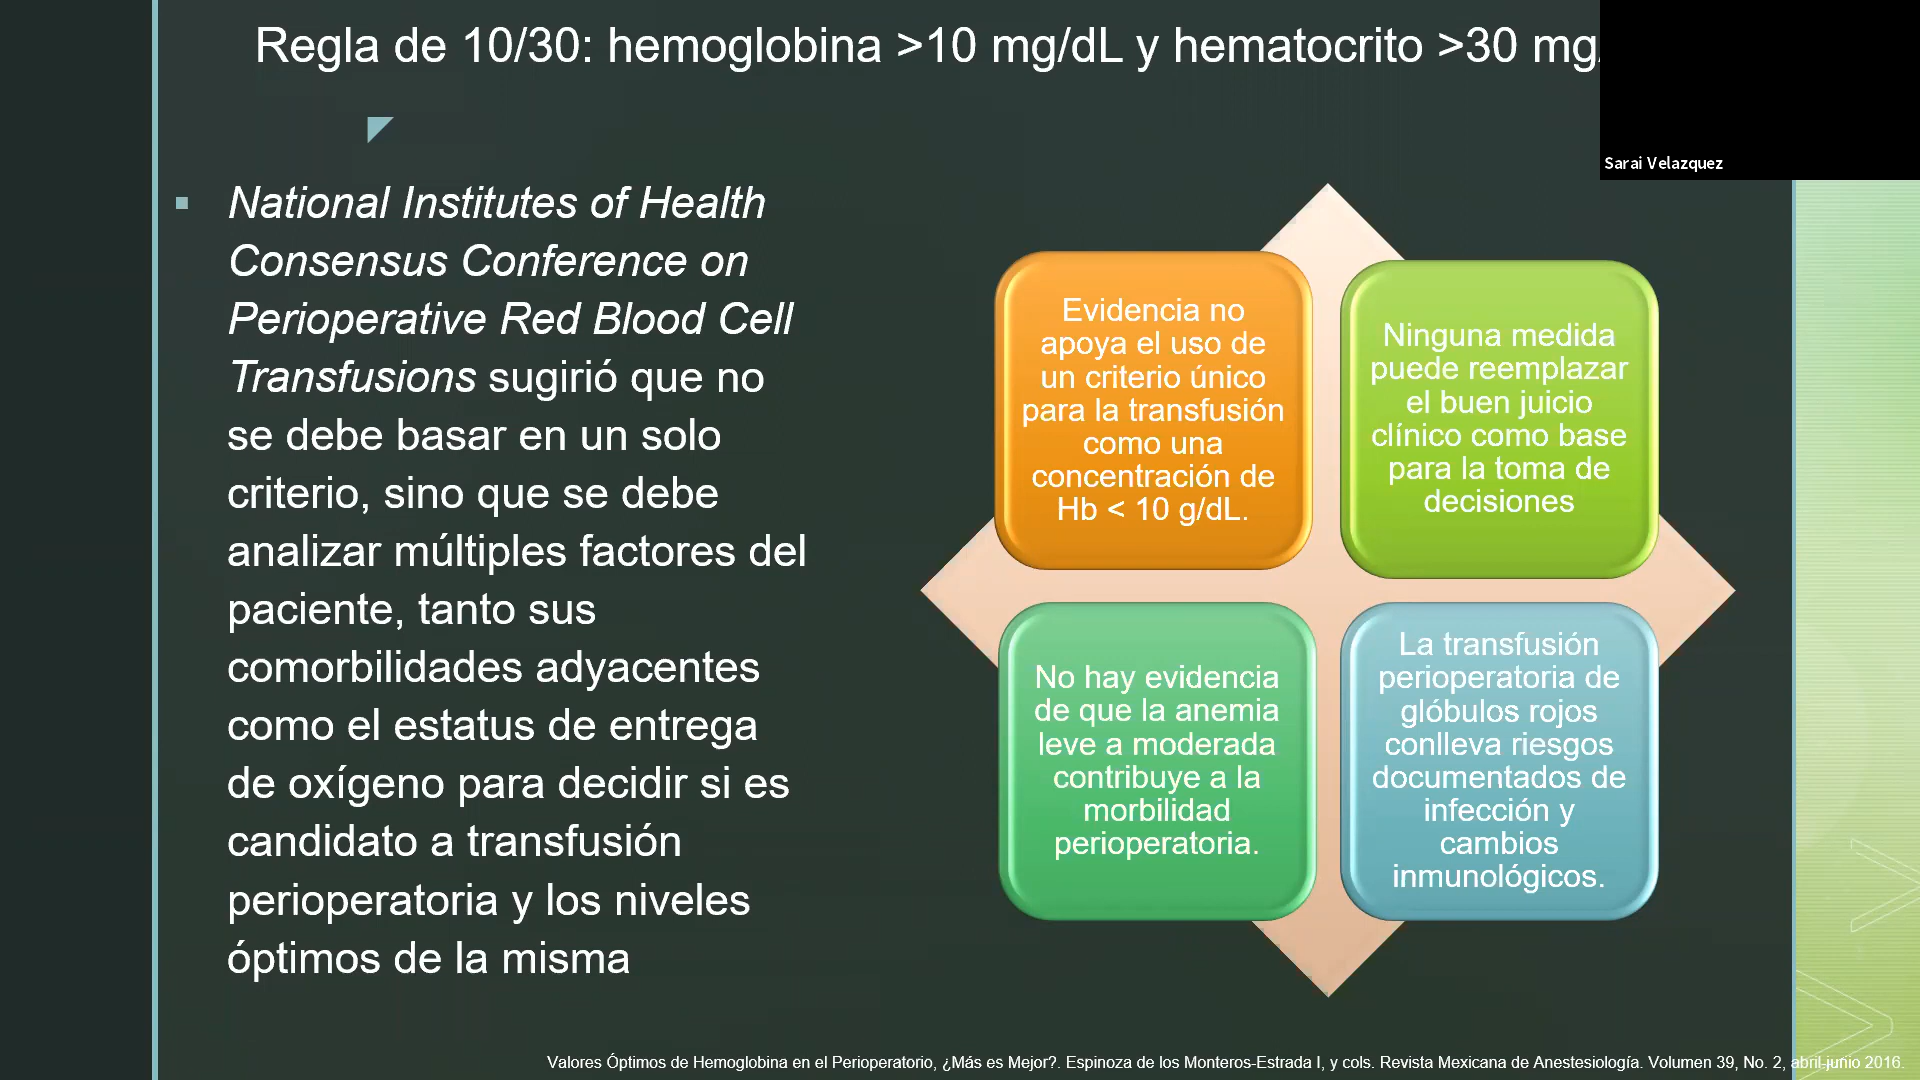 Regla de 10/30: hemoglobina >10 mg/dL y hematocrito >30 mg/
Sarai Velazquez
National Institutes of Health
Consensus Conference on
Perioperative Red Blood Cell
Transfusions sugirió que no
se debe basar en un solo
criterio, sino que se debe
analizar múltiples factores del
paciente, tanto sus
comorbilidades adyacentes
como el estatus de entrega
de oxígeno para decidir si es
candidato a transfusión
perioperatoria y los niveles
óptimos de la misma
Evidencia no
apoya el uso de
un criterio único
para la transfusión
como una
concentración de
Hb < 10 g/dL.
Ninguna medida
puede reemplazar
el buen juicio
clínico como base
para la toma de
decisiones
No hay evidencia
de que la anemia
leve a moderada
contribuye a la
morbilidad
perioperatoria.
La transfusión
perioperatoria de
glóbulos rojos
conlleva riesgos
documentados de
infección y
cambios
inmunológicos.
Valores Óptimos de Hemoglobina en el Perioperatorio, ¿Más es Mejor?. Espinoza de los Monteros-Estrada I, y cols. Revista Mexicana de Anestesiología. Volumen 39, No. 2, abril-junio 2016.